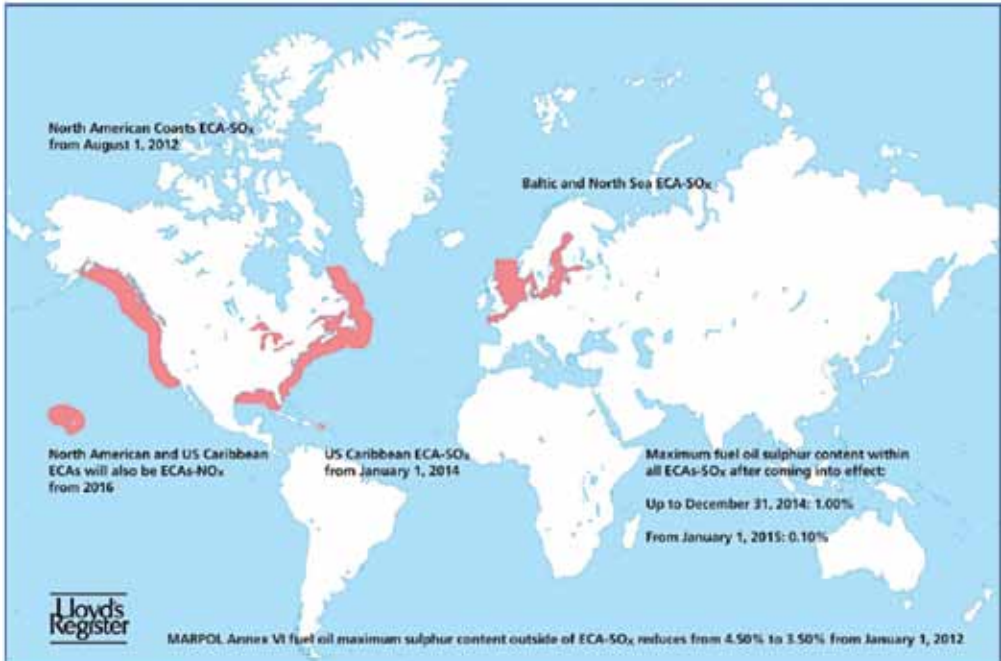 North American Coasts ECA-SOx
from August 1, 2012
Baltic and North Sea ECA-SOx
North American and US Caribbean
ECAs will also be ECAs-NOx
from 2016
US Caribbean ECA-SOx
from January 1, 2014
Maximum fuel oil sulphur content within
all ECAs-SOx after coming into effect:
Up to December 31, 2014: 1.00%
From January 1, 2015: 0.10%
Lloyd's
Register
MARPOL Annex VI fuel oil maximum sulphur content outside of ECA-SOx reduces from 4.50% to 3.50% from January 1, 2012